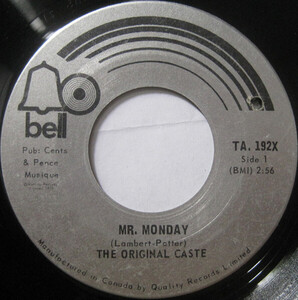 bell
Pub: Cents
& Pence
Musique
TA. 192X
Side 1
(BMI) 2:56
MR. MONDAY
(Lambert-Potter)
THE ORIGINAL CASTE
Manufactured in Canada by Quality Records Limited